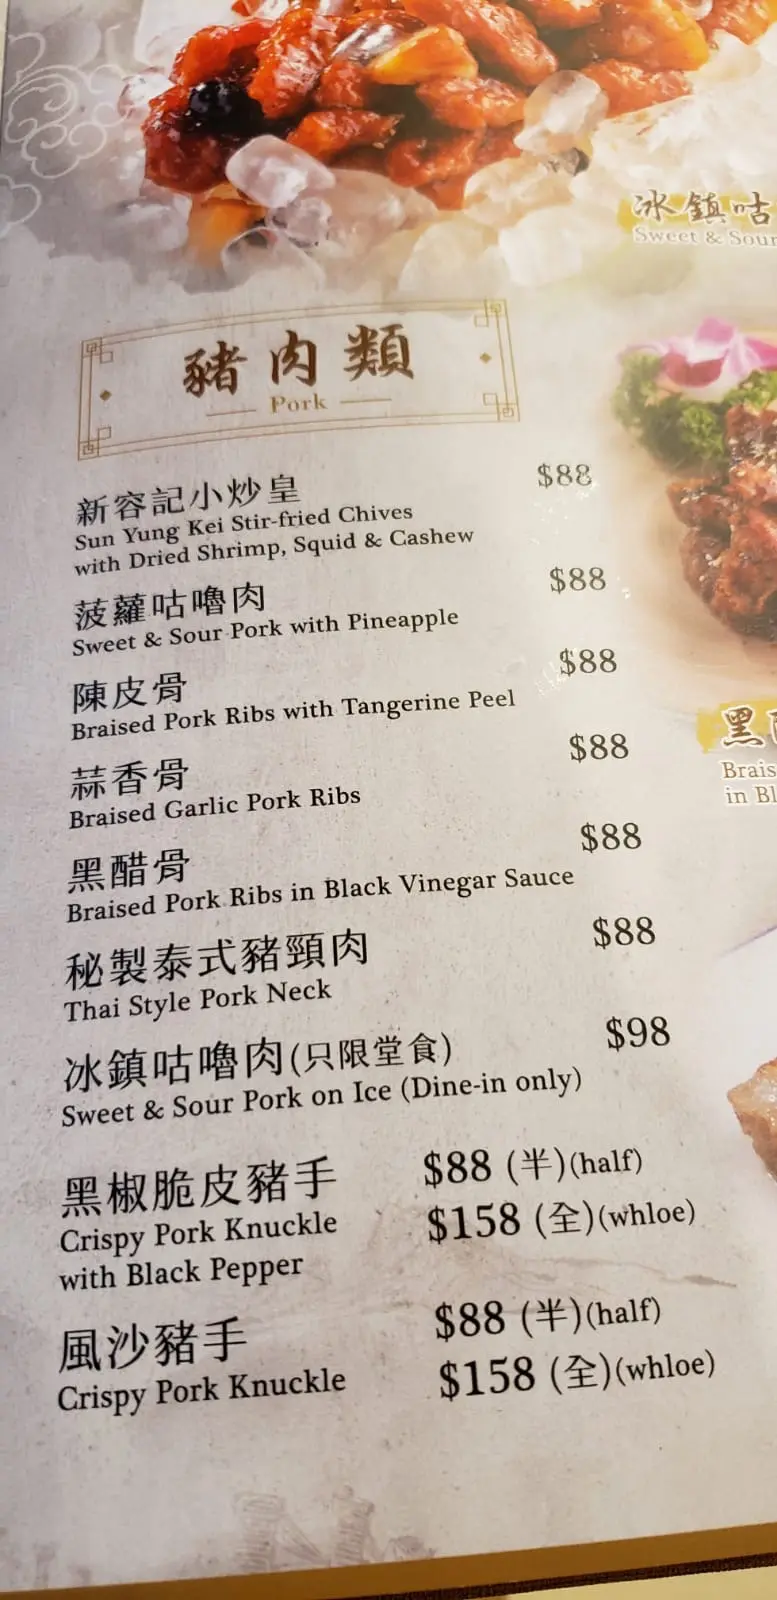 冰鎮咕
Sweet & Sour
豬肉類
Pork
新容記小炒皇 $88
Sun Yung Kei Stir-fried Chives
with Dried Shrimp, Squid & Cashew
菠蘿咕嚕肉 $88
Sweet & Sour Pork with Pineapple
陳皮骨 $88
Braised Pork Ribs with Tangerine Peel
蒜香骨 $88
Braised Garlic Pork Ribs
黑醋骨 $88
Braised Pork Ribs in Black Vinegar Sauce
秘製泰式豬頸肉 $88
Thai Style Pork Neck
冰鎮咕嚕肉(只限堂食) $98
Sweet & Sour Pork on Ice (Dine-in only)
黑椒脆皮豬手 $88 (半)(half)
Crispy Pork Knuckle $158 (全)(whloe)
with Black Pepper
風沙豬手 $88 (半)(half)
Crispy Pork Knuckle $158 (全)(whloe)
黑
Brais
in Bl